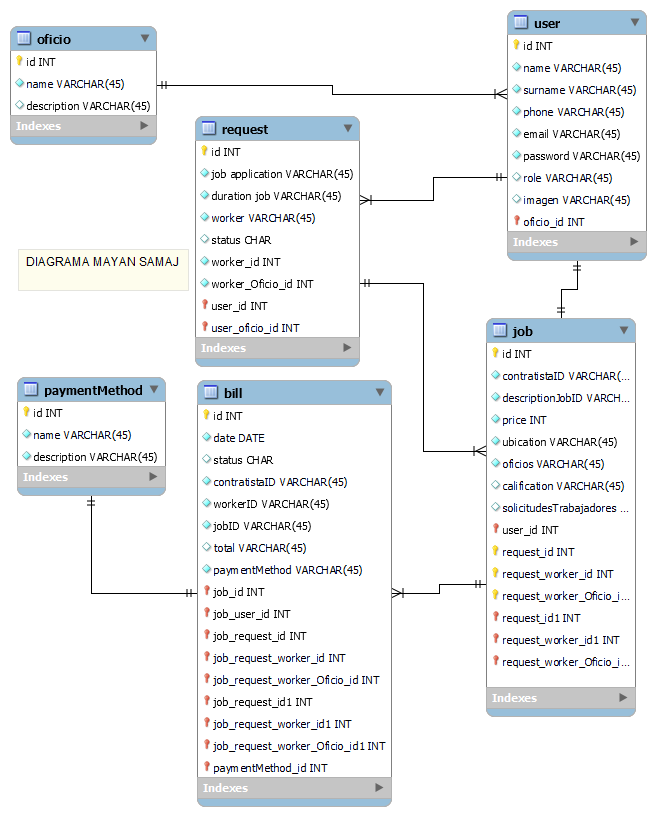 oficio
id INT
name VARCHAR(45)
description VARCHAR(45)
Indexes
user
id INT
name VARCHAR(45)
surname VARCHAR(45)
phone VARCHAR(45)
email VARCHAR(45)
password VARCHAR(45)
role VARCHAR(45)
imagen VARCHAR(45)
oficio_id INT
Indexes
request
id INT
job application VARCHAR(45)
duration job VARCHAR(45)
worker VARCHAR(45)
status CHAR
worker_id INT
worker_Oficio_id INT
user_id INT
user_oficio_id INT
Indexes
DIAGRAMA MAYAN SAMAJ
job
id INT
contratistaID VARCHAR(...
descriptionJobID VARCH...
price INT
ubication VARCHAR(45)
oficios VARCHAR(45)
calification VARCHAR(45)
solicitudesTrabajadores ...
user_id INT
request_id INT
request_worker_id INT
request_worker_Oficio_i...
request_id1 INT
request_worker_id1 INT
request_worker_Oficio_i...
Indexes
paymentMethod
id INT
name VARCHAR(45)
description VARCHAR(45)
Indexes
bill
id INT
date DATE
status CHAR
contratistaID VARCHAR(45)
workerID VARCHAR(45)
jobID VARCHAR(45)
total VARCHAR(45)
paymentMethod VARCHAR(45)
job_id INT
job_user_id INT
job_request_id INT
job_request_worker_id INT
job_request_worker_Oficio_id INT
job_request_id1 INT
job_request_worker_id1 INT
job_request_worker_Oficio_id1 INT
paymentMethod_id INT
Indexes